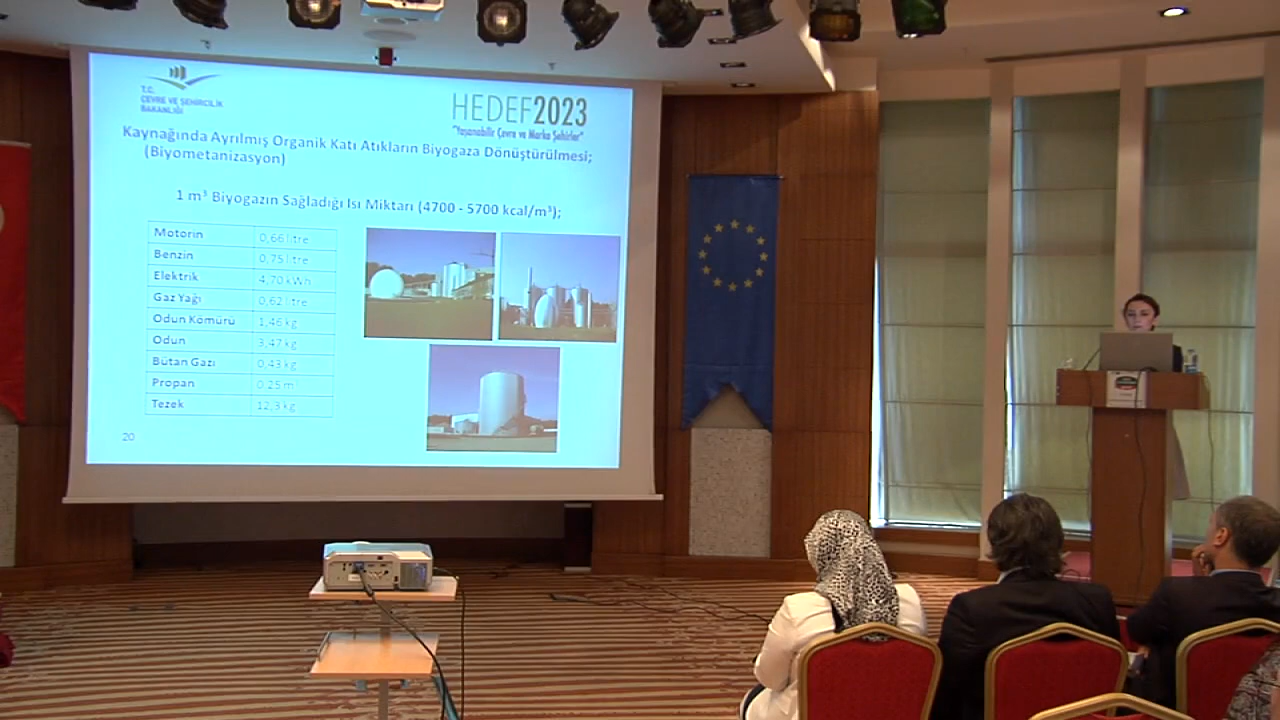 T.C.
ÇEVRE VE ŞEHİRCİLİK
BAKANLIĞI
HEDEF2023
"Yaşanabilir Çevre ve Marka Şehirler"
Kaynağında Ayrılmış Organik Katı Atıkların Biyogaza Dönüştürülmesi;
(Biyometanizasyon)
1 m³ Biyogazın Sağladığı Isı Miktarı (4700 - 5700 kcal/m³);
Motorin 0,66 litre
Benzin 0,75 litre
Elektrik 4,70 kWh
Gaz Yağı 0,62 litre
Odun Kömürü 1,46 kg
Odun 3,47 kg
Bütan Gazı 0,43 kg
Propan 0.25 m³
Tezek 12,3 kg
20